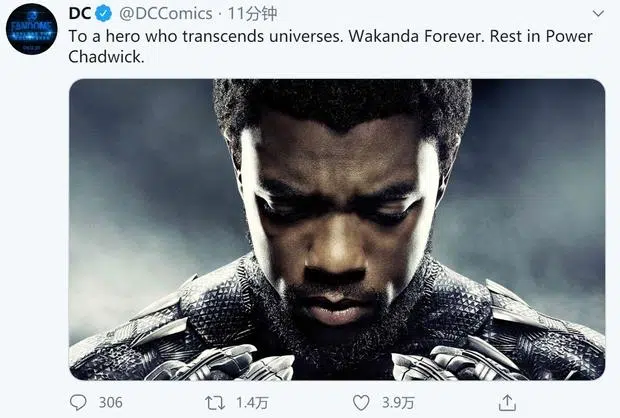 DC @DCComics · 11分钟
To a hero who transcends universes. Wakanda Forever. Rest in Power
Chadwick.
306 1.4万 3.9万